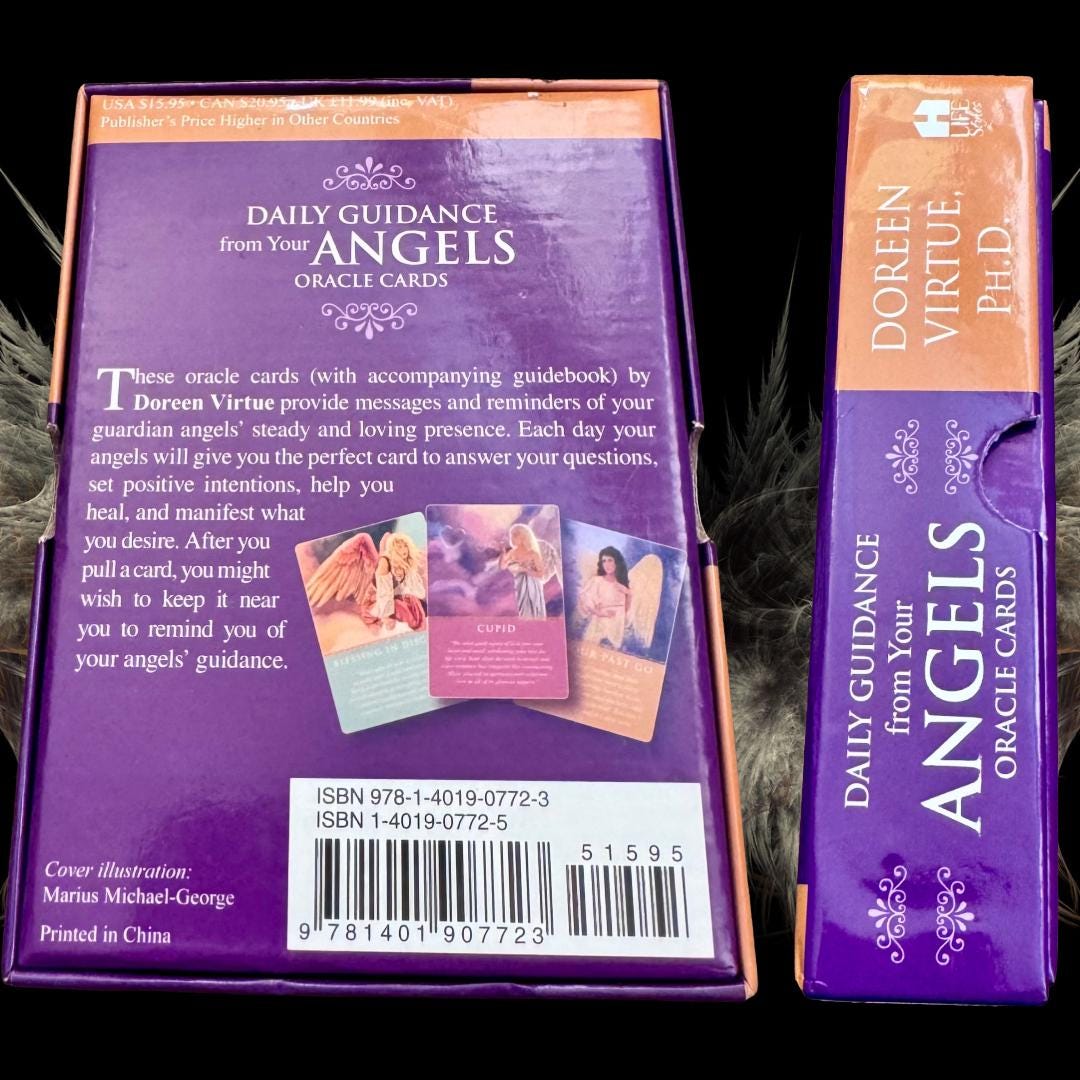 USA $15.95 • CAN $20.95 • UK £11.99 (inc. VAT)
Publisher's Price Higher in Other Countries
DAILY GUIDANCE
from Your ANGELS
ORACLE CARDS
These oracle cards (with accompanying guidebook) by
Doreen Virtue provide messages and reminders of your
guardian angels' steady and loving presence. Each day your
angels will give you the perfect card to answer your questions,
set positive intentions, help you
heal, and manifest what
you desire. After you
pull a card, you might
wish to keep it near
you to remind you of
your angels' guidance.
BLESSING IN
CUPID
PAST GO
ISBN 978-1-4019-0772-3
ISBN 1-4019-0772-5
51595
9 781401 907723
Cover illustration:
Marius Michael-George
Printed in China
H
LIFE
Styles
DOREEN
VIRTUE,
PH.D.
DAILY GUIDANCE
from Your
ANGELS
ORACLE CARDS